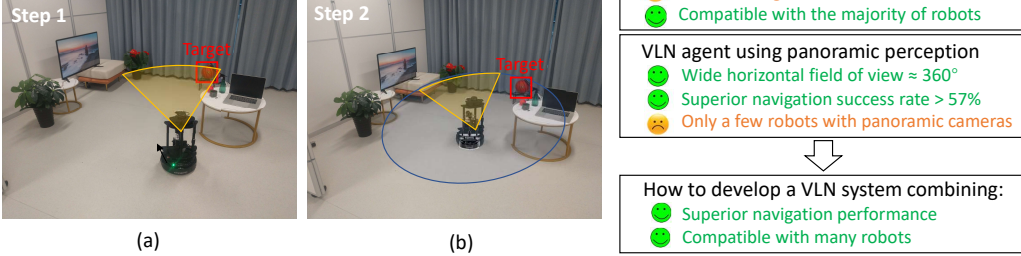 Step 1
Target
(a)
Step 2
Target
(b)
Compatible with the majority of robots
VLN agent using panoramic perception
Wide horizontal field of view ≈ 360°
Superior navigation success rate > 57%
Only a few robots with panoramic cameras
How to develop a VLN system combining:
Superior navigation performance
Compatible with many robots